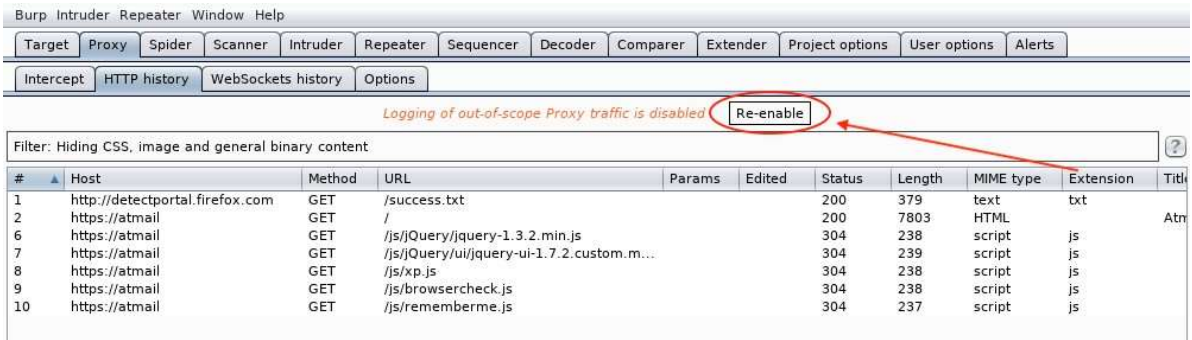 Burp Intruder Repeater Window Help
Target Proxy Spider Scanner Intruder Repeater Sequencer Decoder Comparer Extender Project options User options Alerts
Intercept HTTP history WebSockets history Options
Logging of out-of-scope Proxy traffic is disabled Re-enable
Filter: Hiding CSS, image and general binary content ?
# Host Method URL Params Edited Status Length MIME type Extension Title
1 http://detectportal.firefox.com GET /success.txt 200 379 text txt
2 https://atmail GET / 200 7803 HTML Atm
6 https://atmail GET /js/jQuery/jquery-1.3.2.min.js 304 238 script js
7 https://atmail GET /js/jQuery/ui/jquery-ui-1.7.2.custom.m... 304 239 script js
8 https://atmail GET /js/xp.js 304 238 script js
9 https://atmail GET /js/browsercheck.js 304 238 script js
10 https://atmail GET /js/rememberme.js 304 237 script js